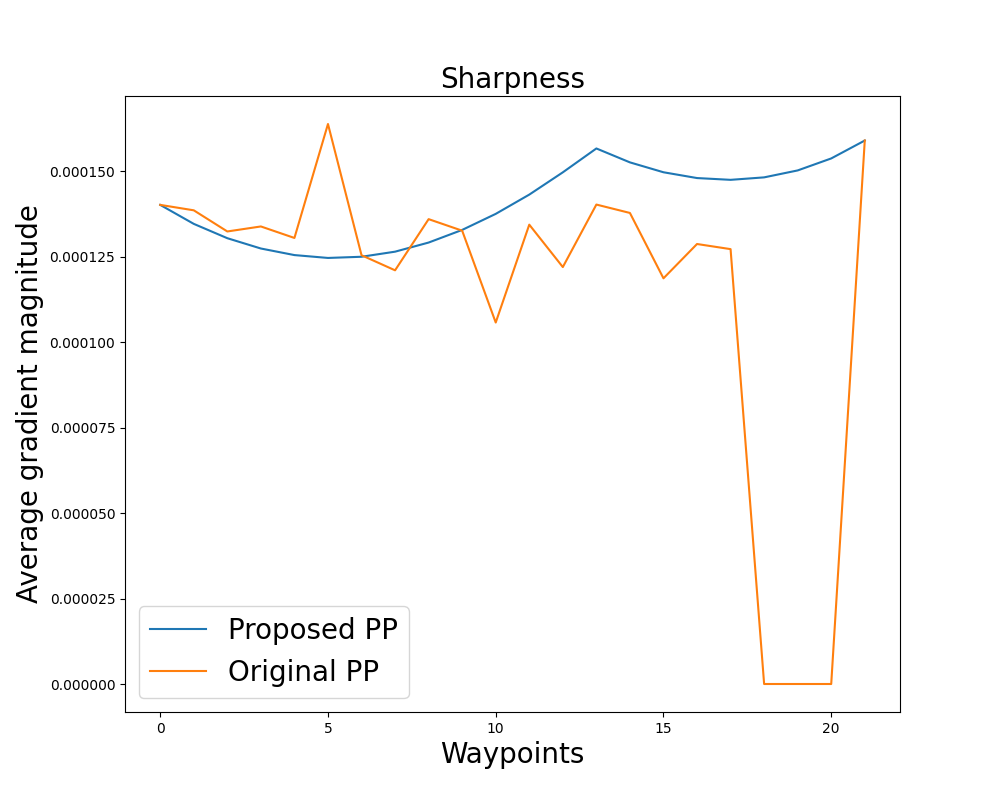 Sharpness
Average gradient magnitude
0.000150
0.000125
0.000100
0.000075
0.000050
0.000025
0.000000
Proposed PP
Original PP
0 5 10 15 20
Waypoints